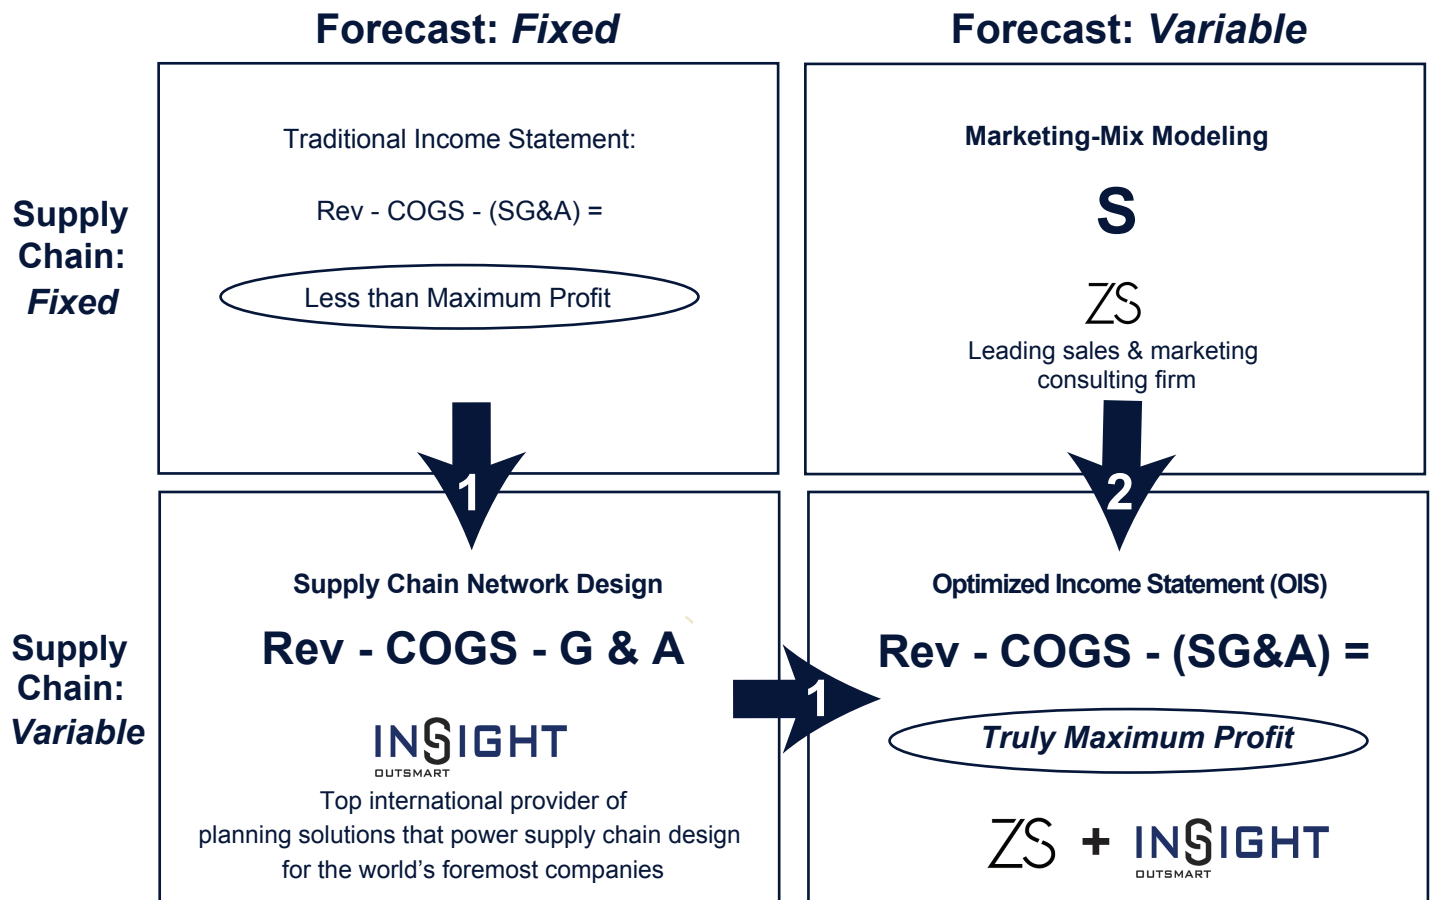 Forecast: Fixed
Forecast: Variable
Supply
Chain:
Fixed
Traditional Income Statement:
Rev - COGS - (SG&A) =
Less than Maximum Profit
1
Marketing-Mix Modeling
S
ZS
Leading sales & marketing
consulting firm
2
Supply
Chain:
Variable
Supply Chain Network Design
Rev - COGS - G & A
INSIGHT
OUTSMART
Top international provider of
planning solutions that power supply chain design
for the world's foremost companies
1
Optimized Income Statement (OIS)
Rev - COGS - (SG&A) =
Truly Maximum Profit
ZS + INSIGHT
OUTSMART